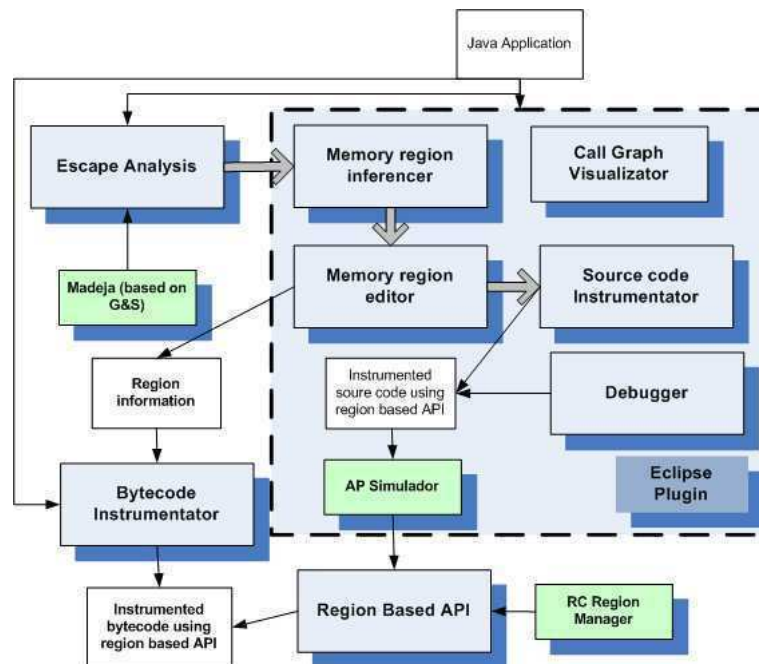 Java Application
Escape Analysis
Memory region
inferencer
Call Graph
Visualizator
Madeja (based on
G&S)
Memory region
editor
Source code
Instrumentator
Region
information
Instrumented
soure code using
region based API
Debugger
Bytecode
Instrumentator
AP Simulador
Eclipse
Plugin
Instrumented
bytecode using
region based API
Region Based API
RC Region
Manager